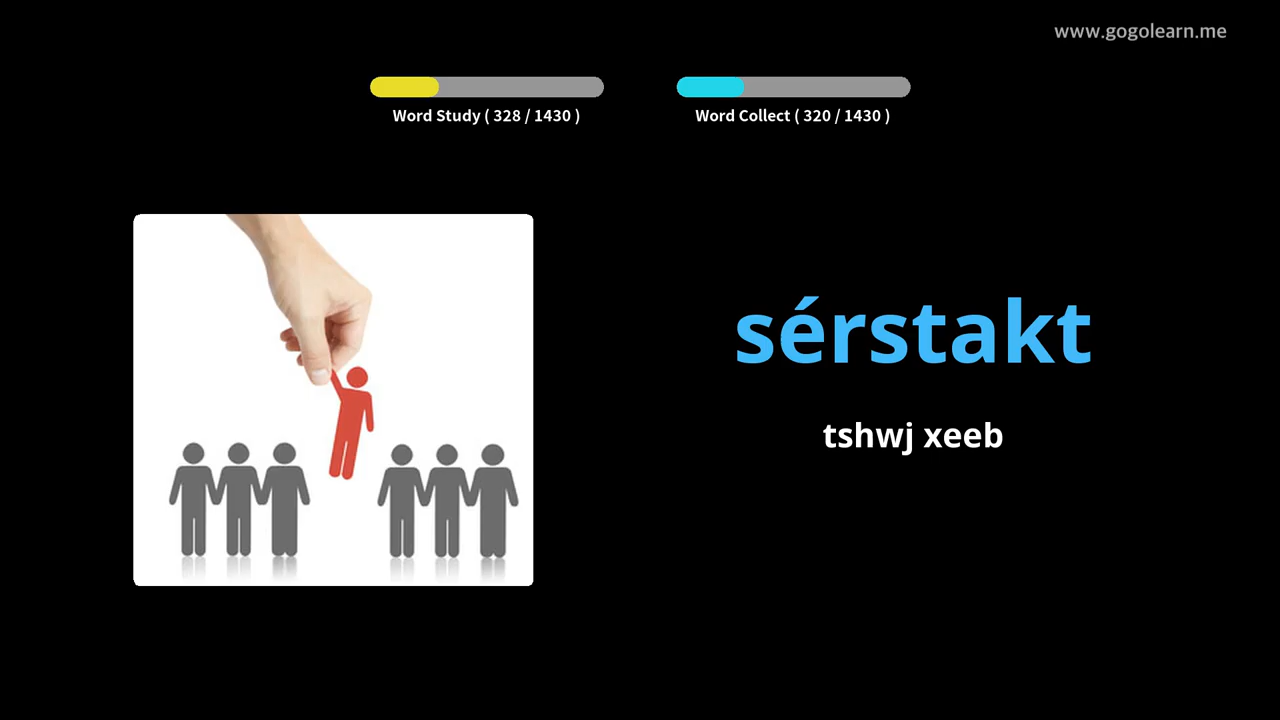 www.gogolearn.me
Word Study ( 328 / 1430 )
Word Collect ( 320 / 1430 )
sérstakt
tshwj xeeb